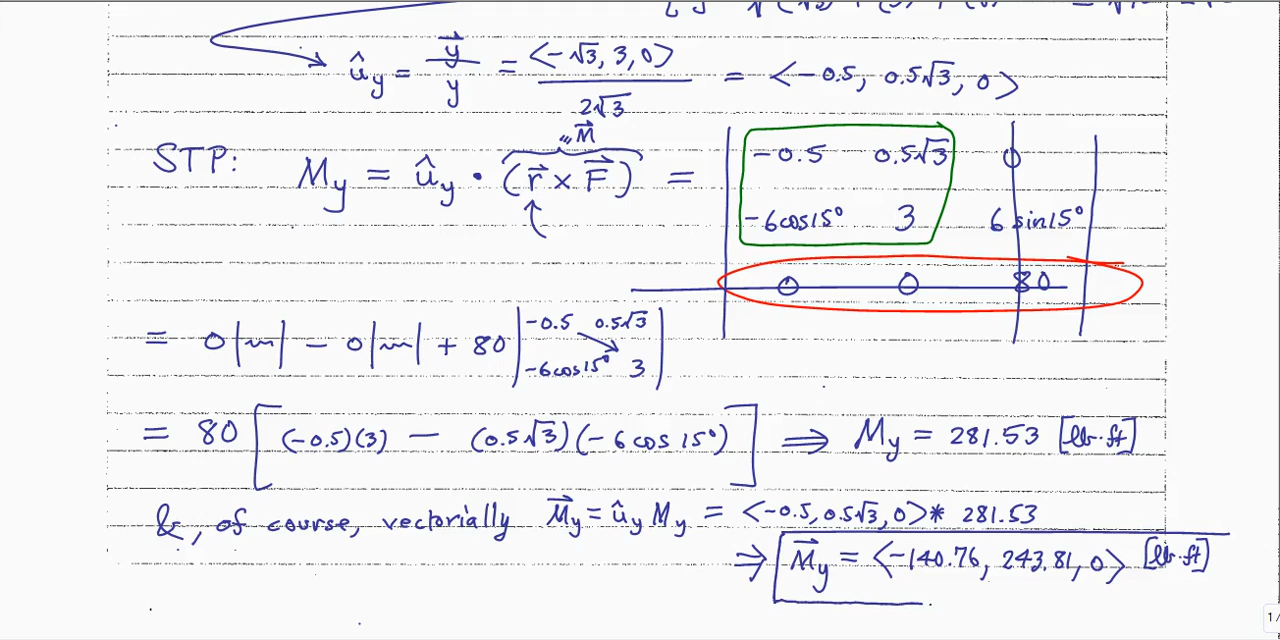 û_y = y⃗/y = <-√3, 3, 0>/2√3 = <-0.5, 0.5√3, 0>
M⃗
STP: M_y = û_y • (r⃗ × F⃗) = | -0.5 0.5√3 0 |
| -6cos15° 3 6 sin15° |
| 0 0 80 |
= 0| | - 0| | + 80 | -0.5 0.5√3 |
| -6cos15° 3 |
= 80 [ (-0.5)(3) - (0.5√3)(-6cos 15°) ] ⇒ M_y = 281.53 [lb·ft]
&, of course, vectorially M⃗_y = û_y M_y = <-0.5, 0.5√3, 0> * 281.53
⇒ M⃗_y = <-140.76, 243.81, 0> [lb·ft]
1/